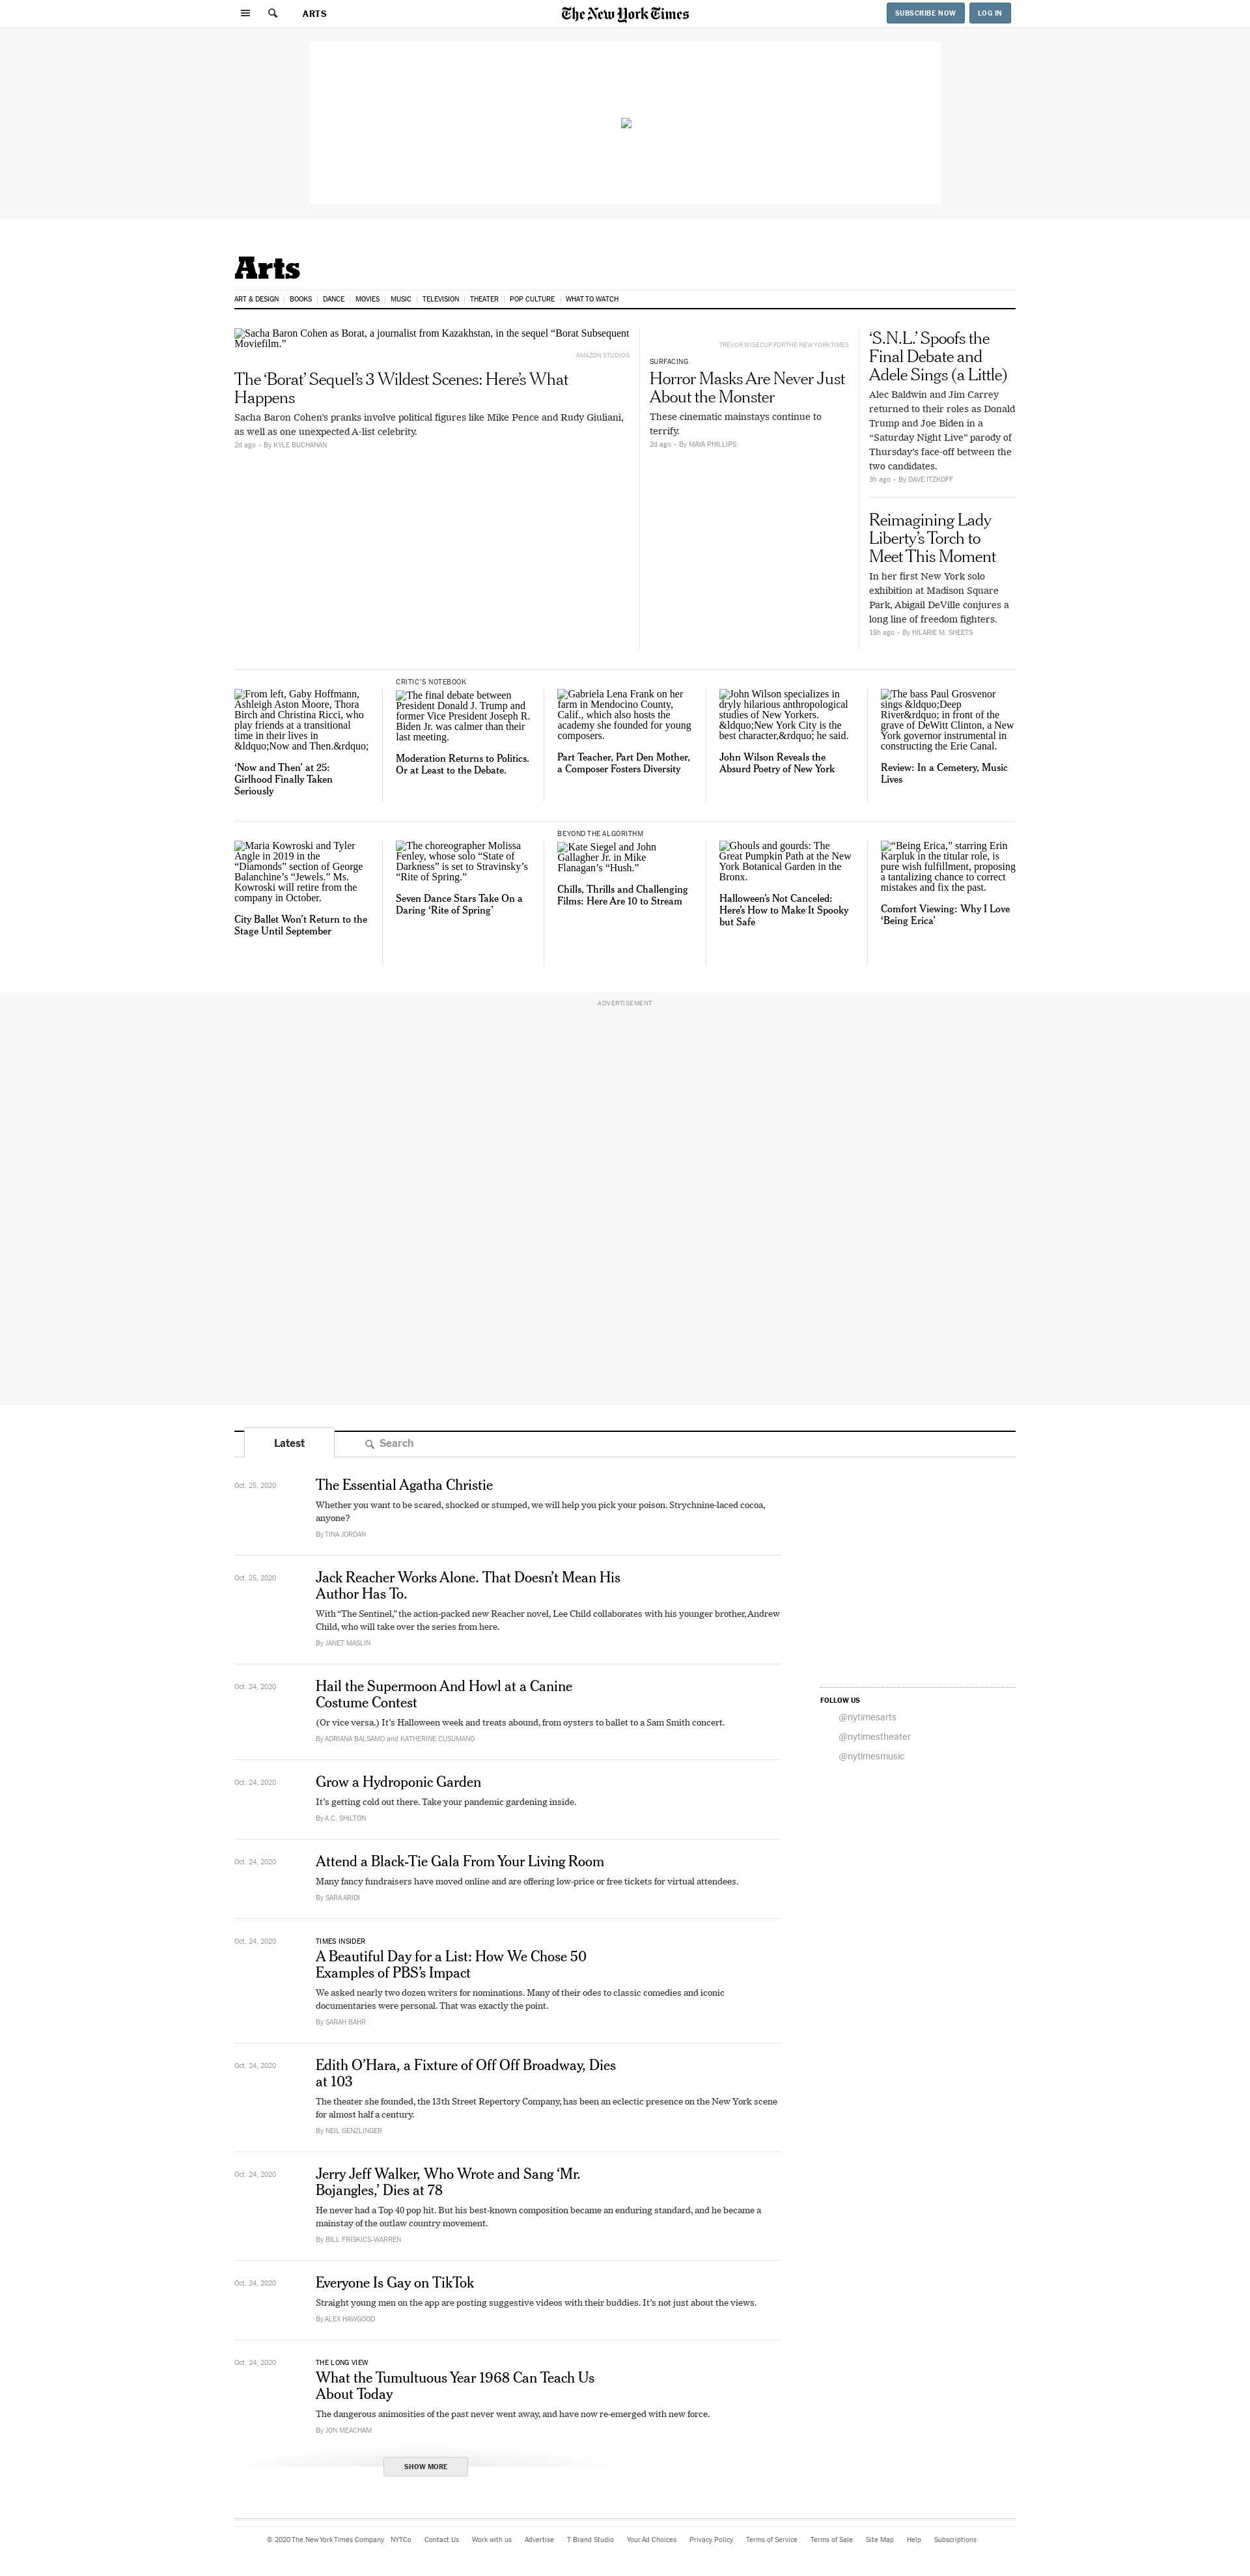 ARTS
The New York Times
SUBSCRIBE NOW
LOG IN
Arts
ART & DESIGN
BOOKS
DANCE
MOVIES
MUSIC
TELEVISION
THEATER
POP CULTURE
WHAT TO WATCH
Sacha Baron Cohen as Borat, a journalist from Kazakhstan, in the sequel “Borat Subsequent
Moviefilm.”
AMAZON STUDIOS
The ‘Borat’ Sequel’s 3 Wildest Scenes: Here’s What
Happens
Sacha Baron Cohen’s pranks involve political figures like Mike Pence and Rudy Giuliani,
as well as one unexpected A-list celebrity.
2d ago • By KYLE BUCHANAN
TREVOR WISECUP FOR THE NEW YORK TIMES
SURFACING
Horror Masks Are Never Just
About the Monster
These cinematic mainstays continue to
terrify.
2d ago • By MAYA PHILLIPS
‘S.N.L.’ Spoofs the
Final Debate and
Adele Sings (a Little)
Alec Baldwin and Jim Carrey
returned to their roles as Donald
Trump and Joe Biden in a
“Saturday Night Live” parody of
Thursday’s face-off between the
two candidates.
3h ago • By DAVE ITZKOFF
Reimagining Lady
Liberty’s Torch to
Meet This Moment
In her first New York solo
exhibition at Madison Square
Park, Abigail DeVille conjures a
long line of freedom fighters.
18h ago • By HILARIE M. SHEETS
From left, Gaby Hoffmann,
Ashleigh Aston Moore, Thora
Birch and Christina Ricci, who
play friends at a transitional
time in their lives in
&ldquo;Now and Then.&rdquo;
‘Now and Then’ at 25:
Girlhood Finally Taken
Seriously
CRITIC’S NOTEBOOK
The final debate between
President Donald J. Trump and
former Vice President Joseph R.
Biden Jr. was calmer than their
last meeting.
Moderation Returns to Politics.
Or at Least to the Debate.
Gabriela Lena Frank on her
farm in Mendocino County,
Calif., which also hosts the
academy she founded for young
composers.
Part Teacher, Part Den Mother,
a Composer Fosters Diversity
John Wilson specializes in
dryly hilarious anthropological
studies of New Yorkers.
&ldquo;New York City is the
best character,&rdquo; he said.
John Wilson Reveals the
Absurd Poetry of New York
The bass Paul Grosvenor
sings &ldquo;Deep
River&rdquo; in front of the
grave of DeWitt Clinton, a New
York governor instrumental in
constructing the Erie Canal.
Review: In a Cemetery, Music
Lives
Maria Kowroski and Tyler
Angle in 2019 in the
“Diamonds” section of George
Balanchine’s “Jewels.” Ms.
Kowroski will retire from the
company in October.
City Ballet Won’t Return to the
Stage Until September
The choreographer Molissa
Fenley, whose solo “State of
Darkness” is set to Stravinsky’s
“Rite of Spring.”
Seven Dance Stars Take On a
Daring ‘Rite of Spring’
BEYOND THE ALGORITHM
Kate Siegel and John
Gallagher Jr. in Mike
Flanagan’s “Hush.”
Chills, Thrills and Challenging
Films: Here Are 10 to Stream
Ghouls and gourds: The
Great Pumpkin Path at the New
York Botanical Garden in the
Bronx.
Halloween’s Not Canceled:
Here’s How to Make It Spooky
but Safe
“Being Erica,” starring Erin
Karpluk in the titular role, is
pure wish fulfillment, proposing
a tantalizing chance to correct
mistakes and fix the past.
Comfort Viewing: Why I Love
‘Being Erica’
ADVERTISEMENT
Latest
Search
Oct. 25, 2020
The Essential Agatha Christie
Whether you want to be scared, shocked or stumped, we will help you pick your poison. Strychnine-laced cocoa,
anyone?
By TINA JORDAN
Oct. 25, 2020
Jack Reacher Works Alone. That Doesn’t Mean His
Author Has To.
With “The Sentinel,” the action-packed new Reacher novel, Lee Child collaborates with his younger brother, Andrew
Child, who will take over the series from here.
By JANET MASLIN
Oct. 24, 2020
Hail the Supermoon And Howl at a Canine
Costume Contest
(Or vice versa.) It’s Halloween week and treats abound, from oysters to ballet to a Sam Smith concert.
By ADRIANA BALSAMO and KATHERINE CUSUMANO
Oct. 24, 2020
Grow a Hydroponic Garden
It’s getting cold out there. Take your pandemic gardening inside.
By A.C. SHILTON
Oct. 24, 2020
Attend a Black-Tie Gala From Your Living Room
Many fancy fundraisers have moved online and are offering low-price or free tickets for virtual attendees.
By SARA ARIDI
Oct. 24, 2020
TIMES INSIDER
A Beautiful Day for a List: How We Chose 50
Examples of PBS’s Impact
We asked nearly two dozen writers for nominations. Many of their odes to classic comedies and iconic
documentaries were personal. That was exactly the point.
By SARAH BAHR
Oct. 24, 2020
Edith O’Hara, a Fixture of Off Off Broadway, Dies
at 103
The theater she founded, the 13th Street Repertory Company, has been an eclectic presence on the New York scene
for almost half a century.
By NEIL GENZLINGER
Oct. 24, 2020
Jerry Jeff Walker, Who Wrote and Sang ‘Mr.
Bojangles,’ Dies at 78
He never had a Top 40 pop hit. But his best-known composition became an enduring standard, and he became a
mainstay of the outlaw country movement.
By BILL FRISKICS-WARREN
Oct. 24, 2020
Everyone Is Gay on TikTok
Straight young men on the app are posting suggestive videos with their buddies. It’s not just about the views.
By ALEX HAWGOOD
Oct. 24, 2020
THE LONG VIEW
What the Tumultuous Year 1968 Can Teach Us
About Today
The dangerous animosities of the past never went away, and have now re-emerged with new force.
By JON MEACHAM
SHOW MORE
FOLLOW US
@nytimesarts
@nytimestheater
@nytimesmusic
© 2020 The New York Times Company
NYTCo
Contact Us
Work with us
Advertise
T Brand Studio
Your Ad Choices
Privacy Policy
Terms of Service
Terms of Sale
Site Map
Help
Subscriptions